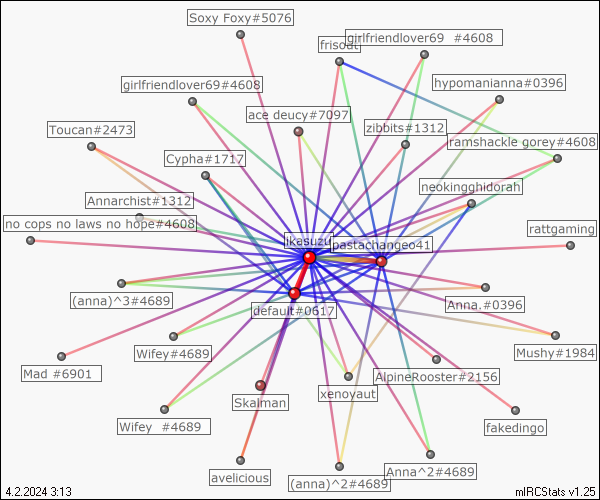 Soxy Foxy#5076
frisout
girlfriendlover69 #4608
girlfriendlover69#4608
hypomanianna#0396
ace deucy#7097
zibbits#1312
Toucan#2473
ramshackle gorey#4608
Cypha#1717
neokingghidorah
Annarchist#1312
no cops no laws no hope#4608
rattgaming
likesuzu
pastachange041
(anna)^3#4689
default#0617
Anna.#0396
Wifey#4689
Mushy#1984
Mad #6901
AlpineRooster#2156
xenoyaut
Skalman
Wifey #4689
fakedingo
avelicious
(anna)^2#4689
Anna^2#4689
4.2.2024 3:13
mIRCStats v1.25